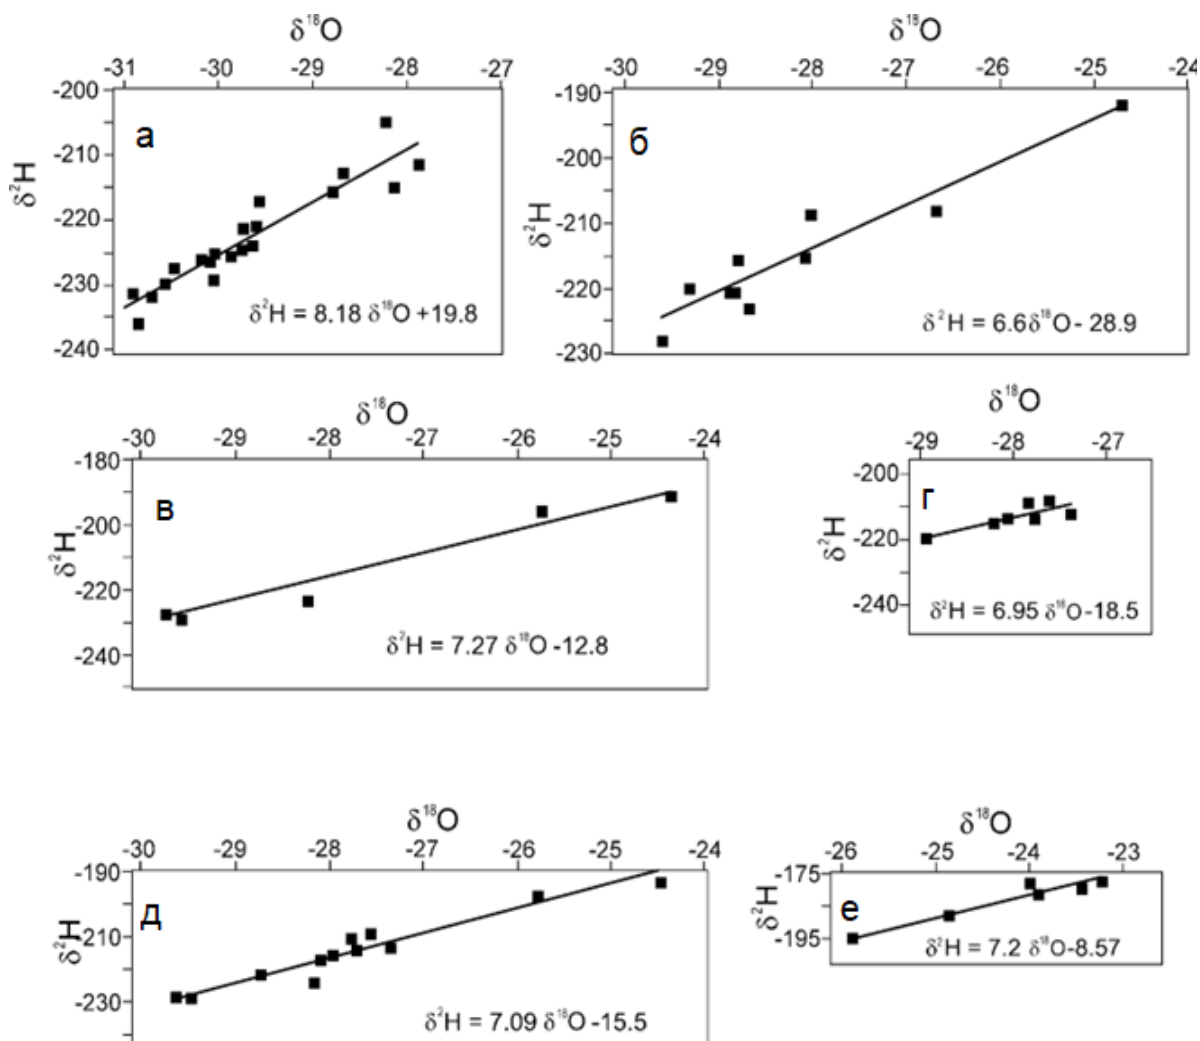 δ¹⁸O
-31 -30 -29 -28 -27
-200
-210
-220
-230
-240
δ²H
а
δ²H = 8.18 δ¹⁸O +19.8
δ¹⁸O
-30 -29 -28 -27 -26 -25 -24
-190
-200
-210
-220
-230
δ²H
б
δ²H = 6.6δ¹⁸O - 28.9
δ¹⁸O
-30 -29 -28 -27 -26 -25 -24
-180
-200
-220
-240
δ²H
в
δ²H = 7.27 δ¹⁸O -12.8
δ¹⁸O
-29 -28 -27
-200
-220
-240
δ²H
г
δ²H = 6.95 δ¹⁸O-18.5
δ¹⁸O
-30 -29 -28 -27 -26 -25 -24
-190
-210
-230
δ²H
д
δ²H = 7.09 δ¹⁸O -15.5
δ¹⁸O
-26 -25 -24 -23
-175
-195
δ²H
е
δ²H = 7.2 δ¹⁸O-8.57